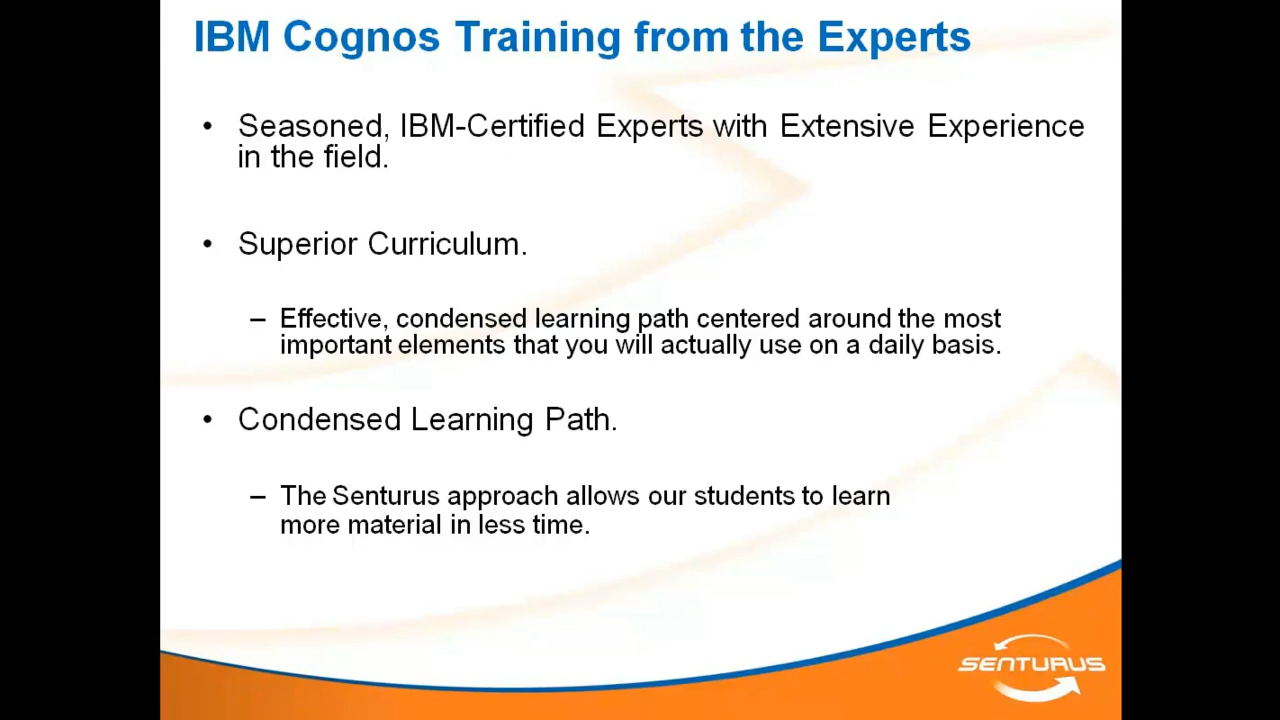 IBM Cognos Training from the Experts
• Seasoned, IBM-Certified Experts with Extensive Experience
in the field.
• Superior Curriculum.
– Effective, condensed learning path centered around the most
important elements that you will actually use on a daily basis.
• Condensed Learning Path.
– The Senturus approach allows our students to learn
more material in less time.
SENTURUS